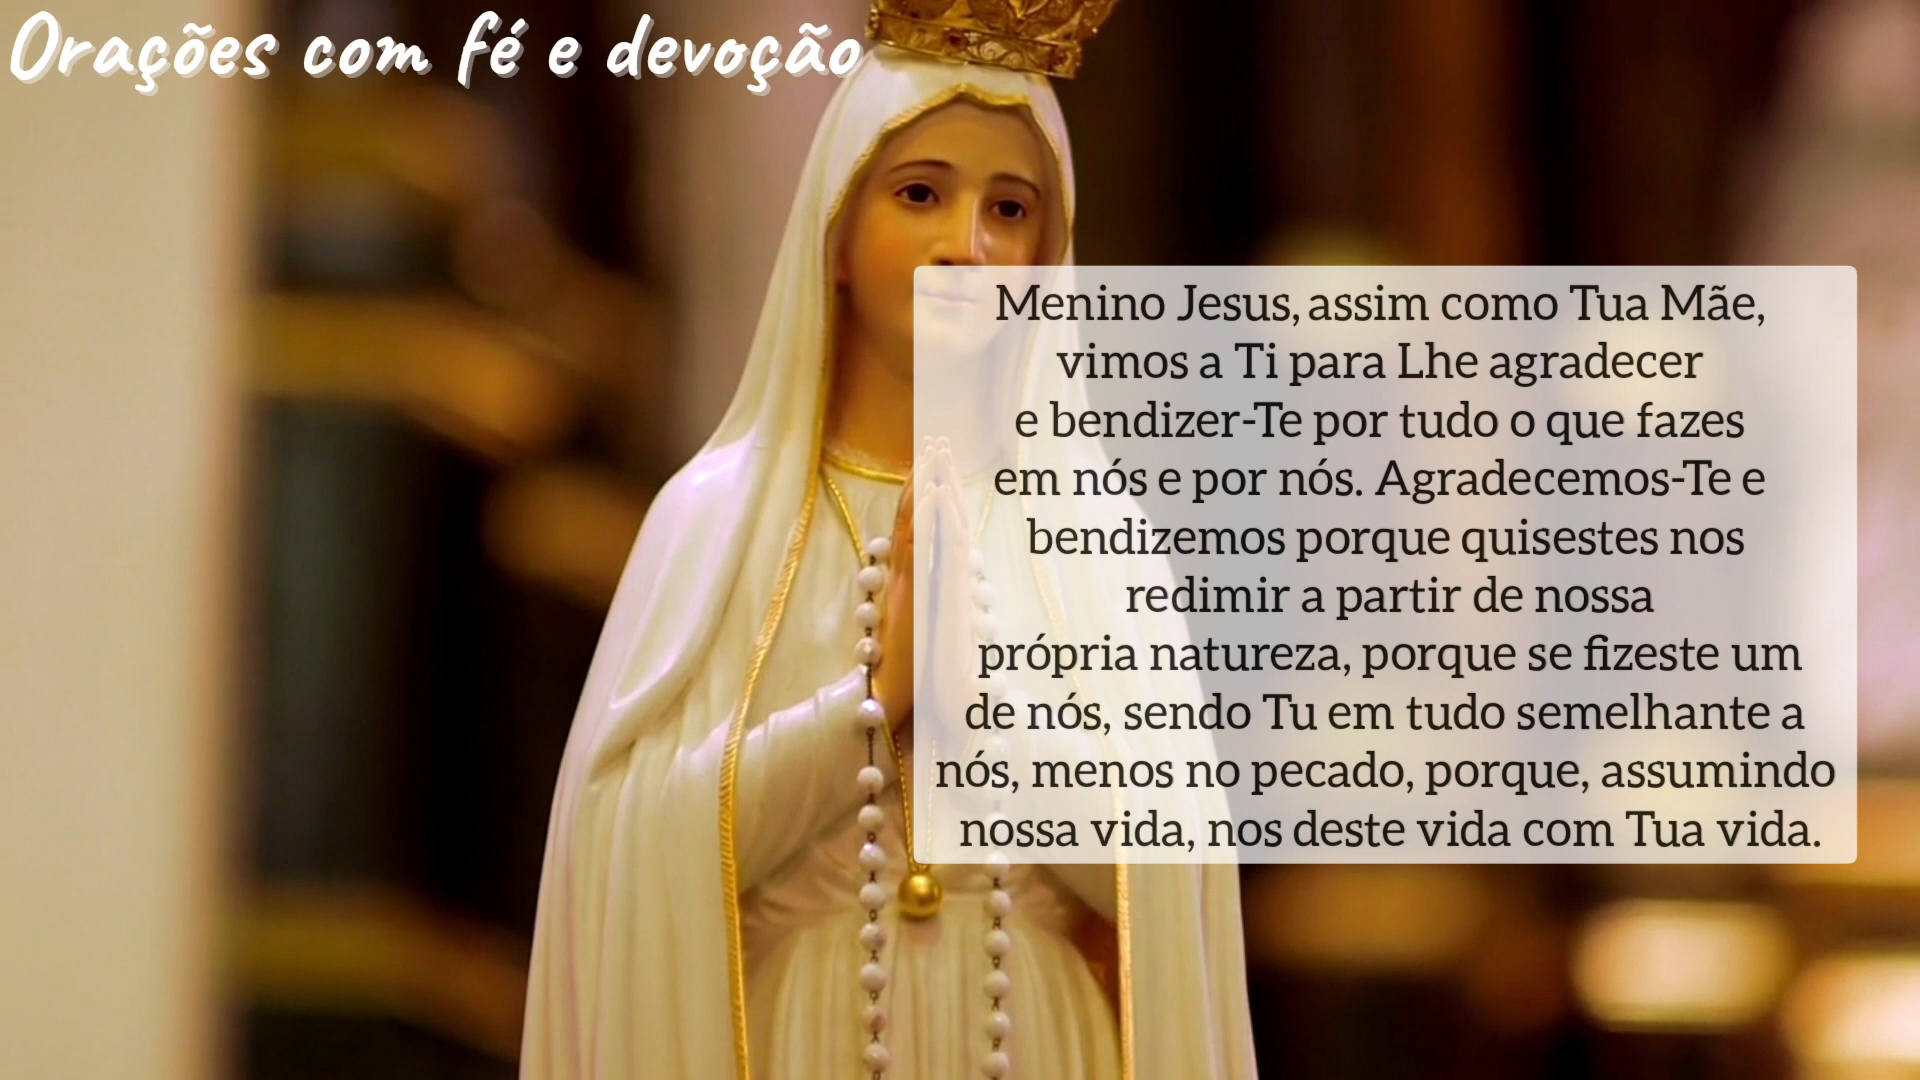 Orações com fé e devoção
Menino Jesus, assim como Tua Mãe,
vimos a Ti para Lhe agradecer
e bendizer-Te por tudo o que fazes
em nós e por nós. Agradecemos-Te e
bendizemos porque quisestes nos
redimir a partir de nossa
própria natureza, porque se fizeste um
de nós, sendo Tu em tudo semelhante a
nós, menos no pecado, porque, assumindo
nossa vida, nos deste vida com Tua vida.